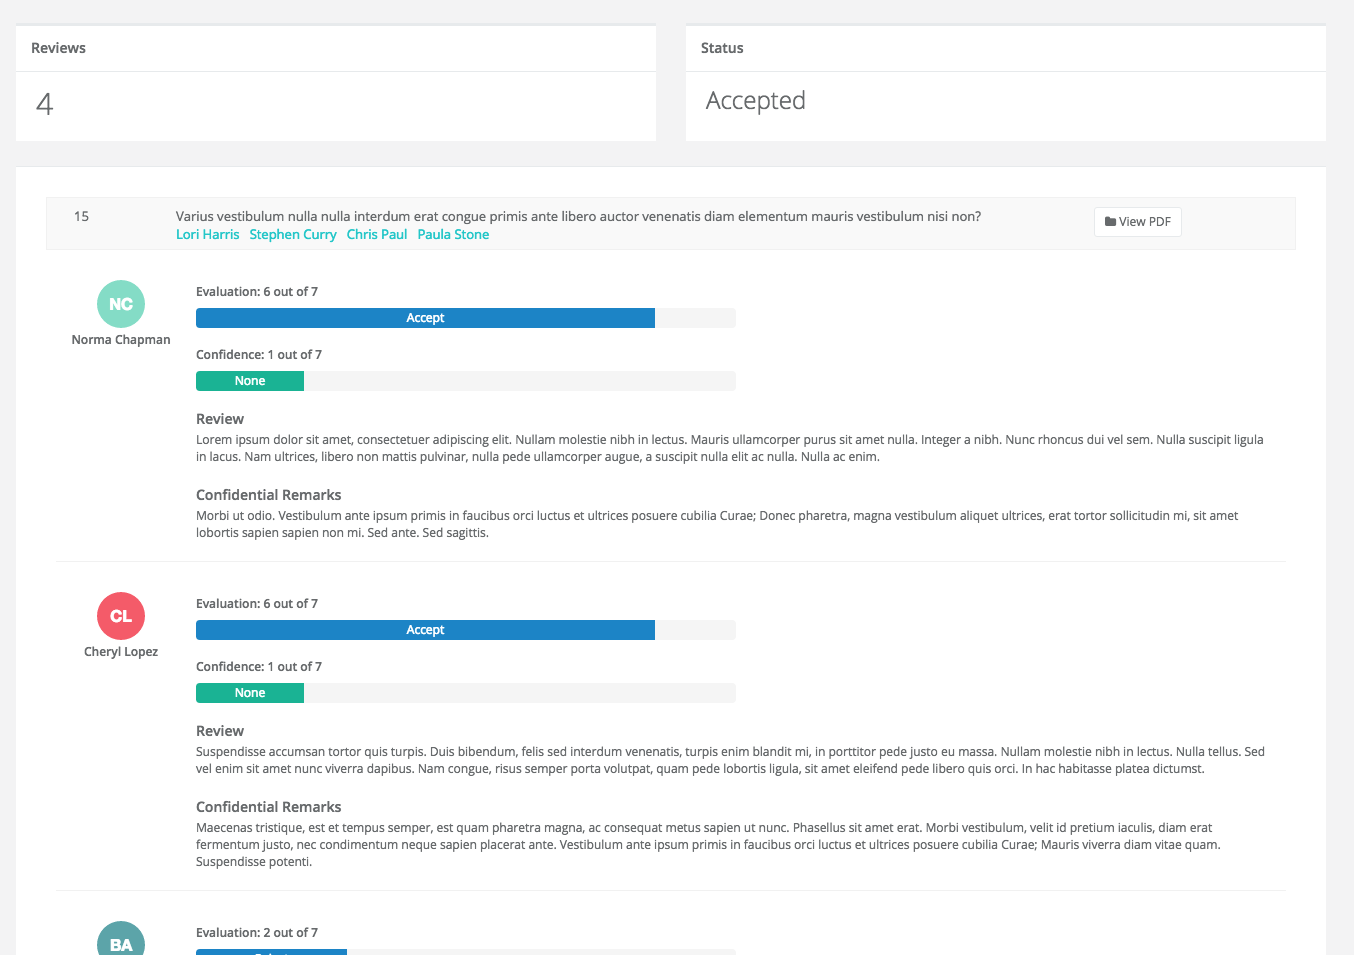 Reviews
4
Status
Accepted
15
Varius vestibulum nulla nulla interdum erat congue primis ante libero auctor venenatis diam elementum mauris vestibulum nisi non?
Lori Harris Stephen Curry Chris Paul Paula Stone
View PDF
NC
Norma Chapman
Evaluation: 6 out of 7
Accept
Confidence: 1 out of 7
None
Review
Lorem ipsum dolor sit amet, consectetuer adipiscing elit. Nullam molestie nibh in lectus. Mauris ullamcorper purus sit amet nulla. Integer a nibh. Nunc rhoncus dui vel sem. Nulla suscipit ligula
in lacus. Nam ultrices, libero non mattis pulvinar, nulla pede ullamcorper augue, a suscipit nulla elit ac nulla. Nulla ac enim.
Confidential Remarks
Morbi ut odio. Vestibulum ante ipsum primis in faucibus orci luctus et ultrices posuere cubilia Curae; Donec pharetra, magna vestibulum aliquet ultrices, erat tortor sollicitudin mi, sit amet
lobortis sapien sapien non mi. Sed ante. Sed sagittis.
CL
Cheryl Lopez
Evaluation: 6 out of 7
Accept
Confidence: 1 out of 7
None
Review
Suspendisse accumsan tortor quis turpis. Duis bibendum, felis sed interdum venenatis, turpis enim blandit mi, in porttitor pede justo eu massa. Nullam molestie nibh in lectus. Nulla tellus. Sed
vel enim sit amet nunc viverra dapibus. Nam congue, risus semper porta volutpat, quam pede lobortis ligula, sit amet eleifend pede libero quis orci. In hac habitasse platea dictumst.
Confidential Remarks
Maecenas tristique, est et tempus semper, est quam pharetra magna, ac consequat metus sapien ut nunc. Phasellus sit amet erat. Morbi vestibulum, velit id pretium iaculis, diam erat
fermentum justo, nec condimentum neque sapien placerat ante. Vestibulum ante ipsum primis in faucibus orci luctus et ultrices posuere cubilia Curae; Mauris viverra diam vitae quam.
Suspendisse potenti.
BA
Evaluation: 2 out of 7